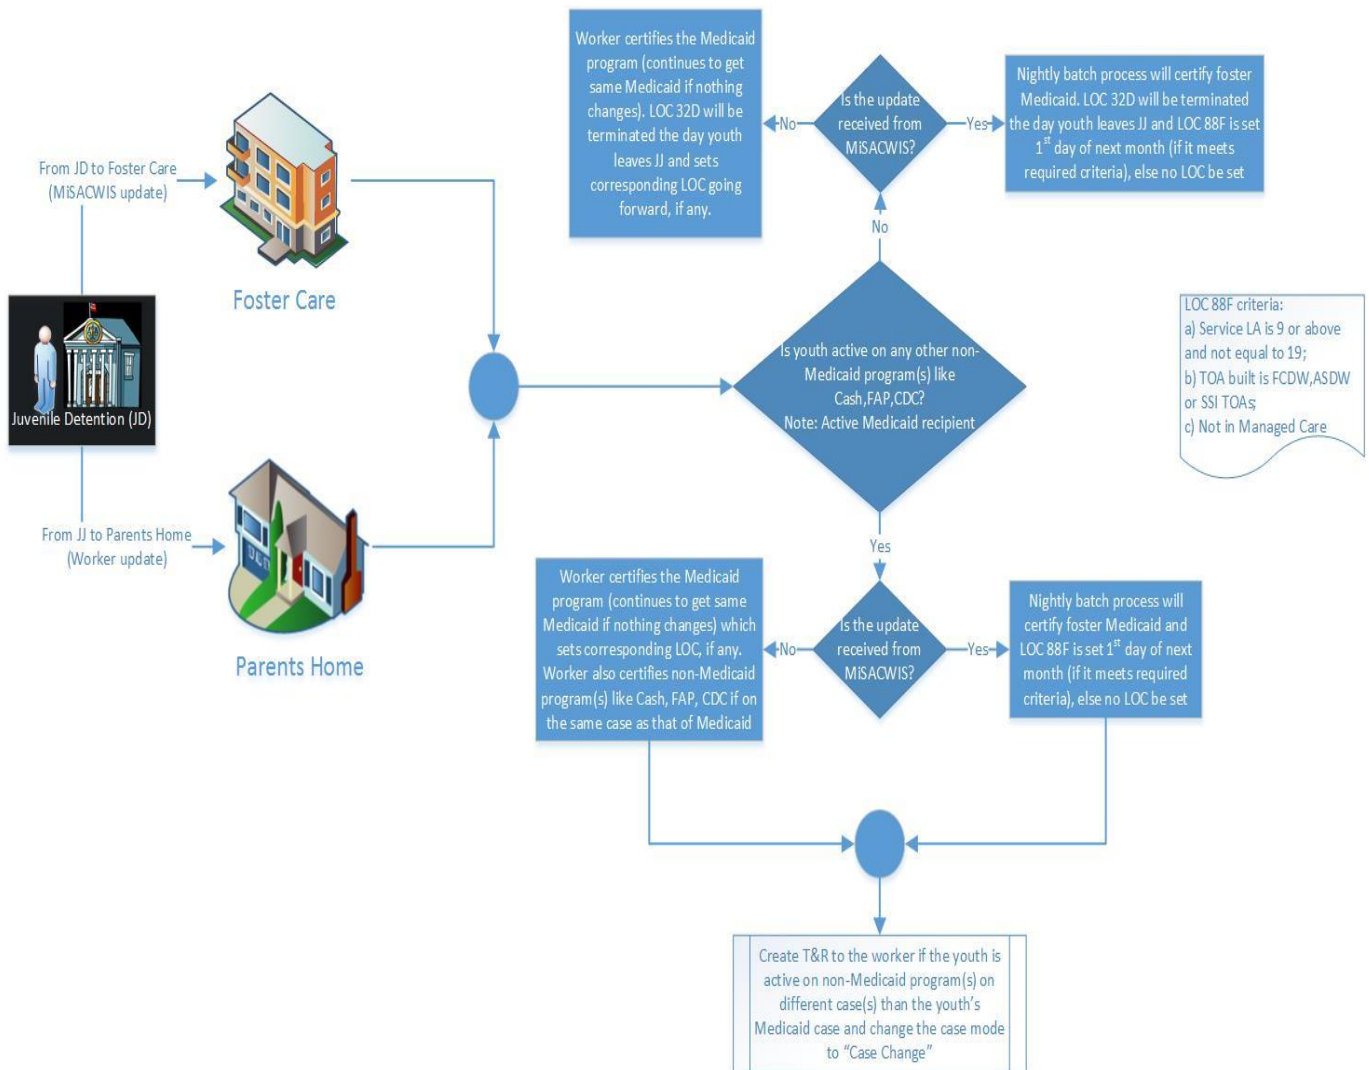 From JD to Foster Care
(MiSACWIS update)
Foster Care
Juvenile Detention (JD)
From JJ to Parents Home
(Worker update)
Parents Home
Worker certifies the Medicaid
program (continues to get
same Medicaid if nothing
changes). LOC 32D will be
terminated the day youth
leaves JJ and sets
corresponding LOC going
forward, if any.
No
Is the update
received from
MiSACWIS?
Yes
Nightly batch process will certify foster
Medicaid. LOC 32D will be terminated
the day youth leaves JJ and LOC 88F is set
1st day of next month (if it meets
required criteria), else no LOC be set
No
Is youth active on any other non-
Medicaid program(s) like
Cash,FAP,CDC?
Note: Active Medicaid recipient
LOC 88F criteria:
a) Service LA is 9 or above
and not equal to 19;
b) TOA built is FCDW,ASDW
or SSI TOAs;
c) Not in Managed Care
Yes
Worker certifies the Medicaid
program (continues to get same
Medicaid if nothing changes) which
sets corresponding LOC, if any.
Worker also certifies non-Medicaid
program(s) like Cash, FAP, CDC if on
the same case as that of Medicaid
No
Is the update
received from
MiSACWIS?
Yes
Nightly batch process will
certify foster Medicaid and
LOC 88F is set 1st day of next
month (if it meets required
criteria), else no LOC be set
Create T&R to the worker if the youth is
active on non-Medicaid program(s) on
different case(s) than the youth's
Medicaid case and change the case mode
to “Case Change”